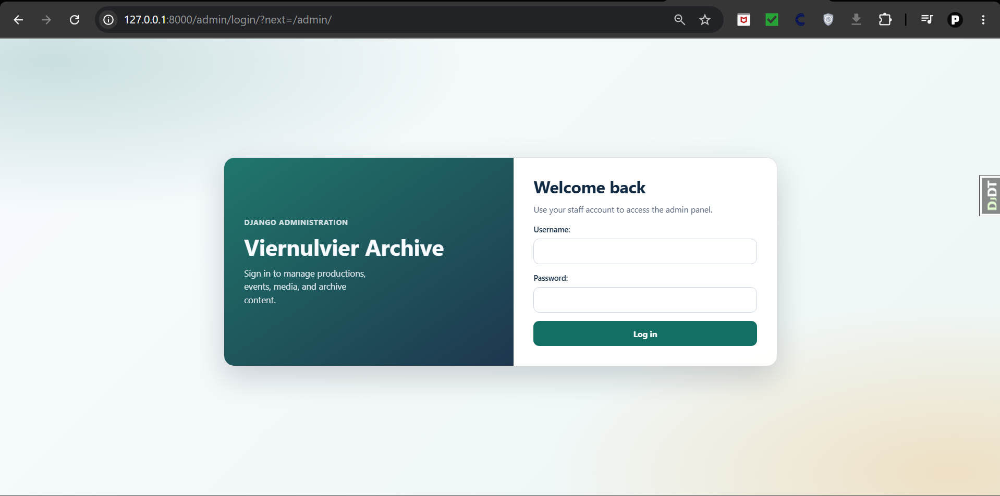 127.0.0.1:8000/admin/login/?next=/admin/
DJANGO ADMINISTRATION
Viernulvier Archive
Sign in to manage productions,
events, media, and archive
content.
Welcome back
Use your staff account to access the admin panel.
Username:
Password:
Log in
DJDT
P